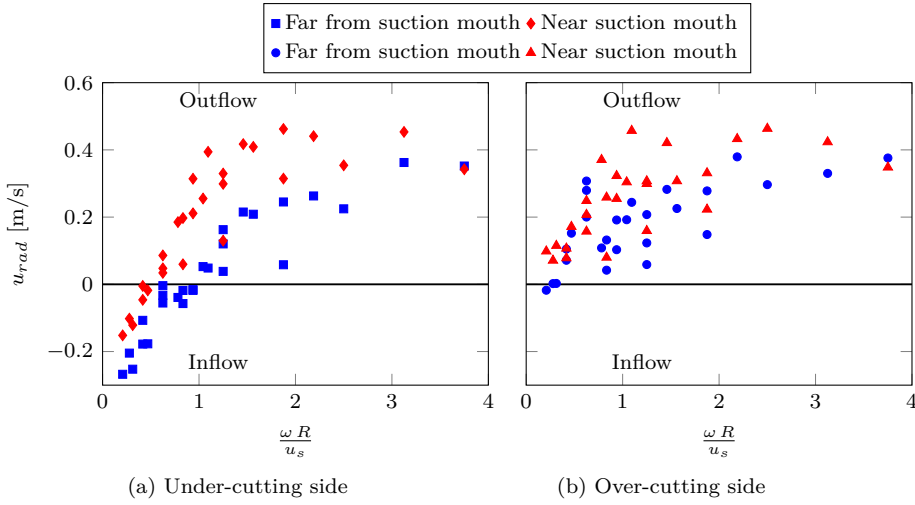 Far from suction mouth Near suction mouth
Far from suction mouth Near suction mouth
0.6
0.4
0.2
0
−0.2
u_rad [m/s]
Outflow
Inflow
0 1 2 3 4
ω R
u_s
(a) Under-cutting side
Outflow
Inflow
0 1 2 3 4
ω R
u_s
(b) Over-cutting side